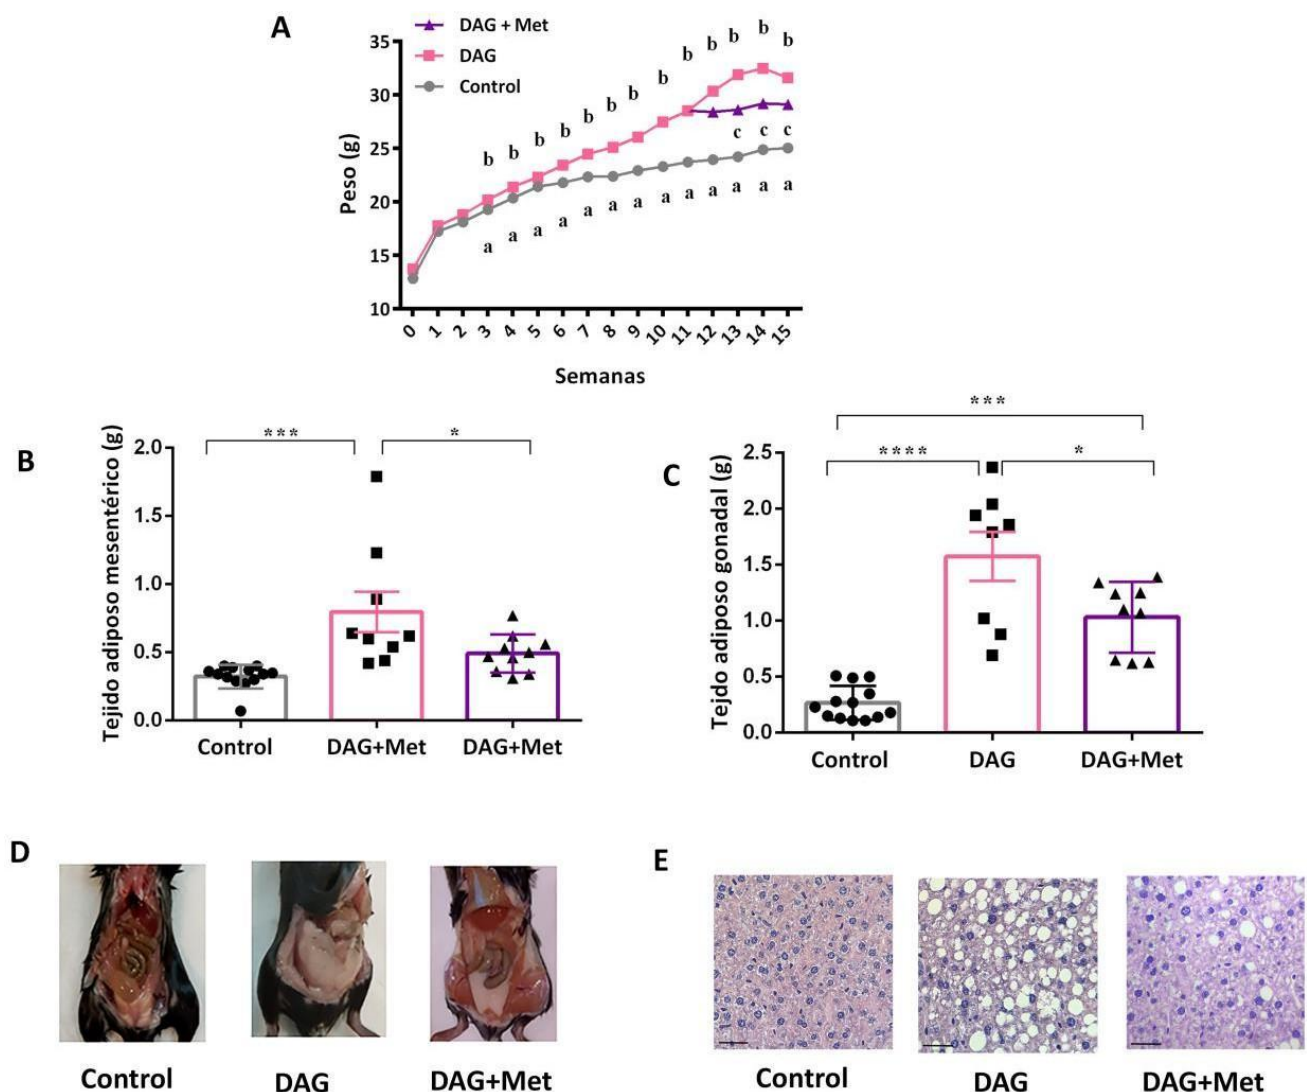 A
DAG + Met
DAG
Control
Peso (g)
35
30
25
20
15
10
b b b b b b b b b b b b b
c c c
a a a a a a a a a a a a a
0 1 2 3 4 5 6 7 8 9 10 11 12 13 14 15
Semanas
B
Tejido adiposo mesentérico (g)
2.0
1.5
1.0
0.5
0.0
*** *
Control DAG+Met DAG+Met
C
Tejdo adiposo gonadal (g)
2.5
2.0
1.5
1.0
0.5
0.0
***
**** *
Control DAG DAG+Met
D
Control DAG DAG+Met
E
Control DAG DAG+Met